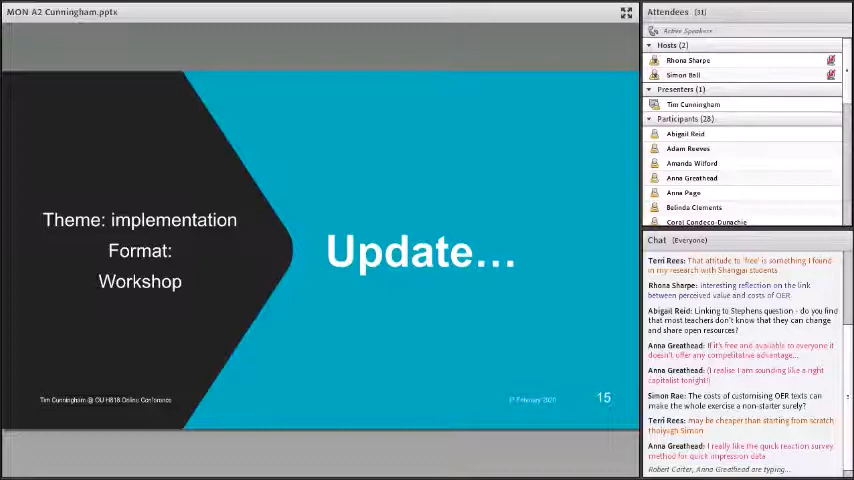 MON A2 Cunningham.pptx
Theme: implementation
Format:
Workshop
Update...
Tim Cunningham @ OU H818 Online Conference
17 February 2020
15
Attendees (31)
Active Speakers
Hosts (2)
Rhona Sharpe
Simon Ball
Presenters (1)
Tim Cunningham
Participants (28)
Abigail Reid
Adam Reeves
Amanda Wilford
Anna Greathead
Anna Page
Belinda Clements
Coral Condeco-Dunachie
Chat (Everyone)
Terri Rees: That attitude to 'free' is something I found
in my research with Shangjai students
Rhona Sharpe: Interesting reflection on the link
between perceived value and costs of OER
Abigail Reid: Linking to Stephens question - do you find
that most teachers don't know that they can change
and share open resources?
Anna Greathead: If it's free and available to everyone it
doesn't offer any competitive advantage...
Anna Greathead: (I realise I am sounding like a right
capitalist tonight!)
Simon Rae: The costs of customising OER texts can
make the whole exercise a non-starter surely?
Terri Rees: may be cheaper than starting from scratch
thoiyugh Simon
Anna Greathead: I really like the quick reaction survey
method for quick impression data
Robert Carter, Anna Greathead are typing...